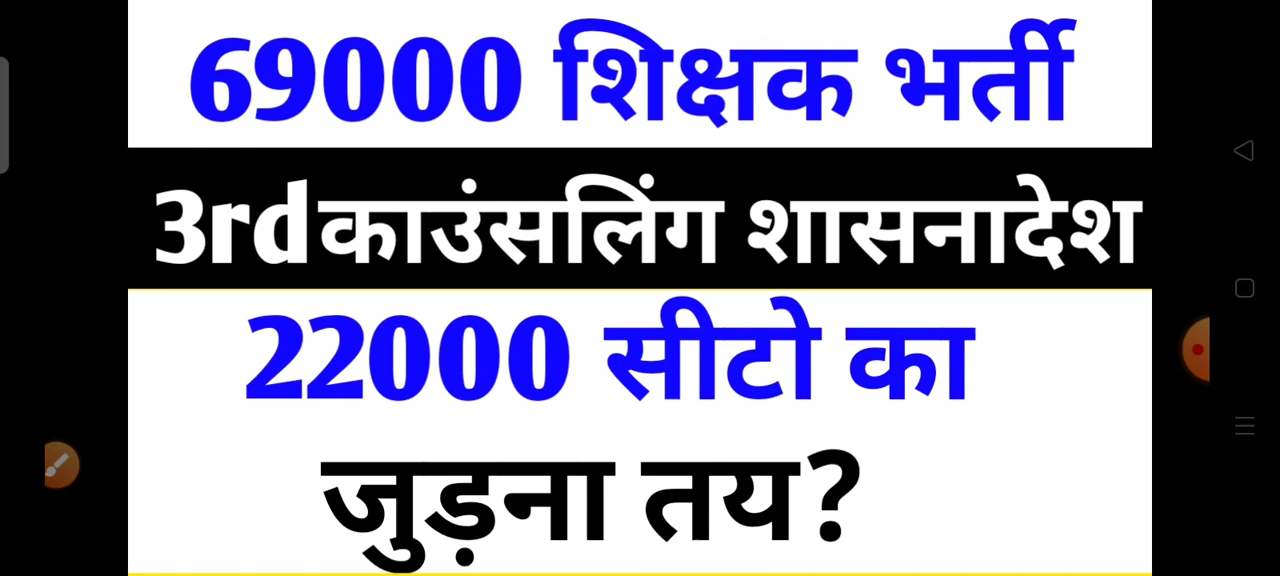 69000 शिक्षक भर्ती
3rdकाउंसलिंग शासनादेश
22000 सीटो का
जुड़ना तय?